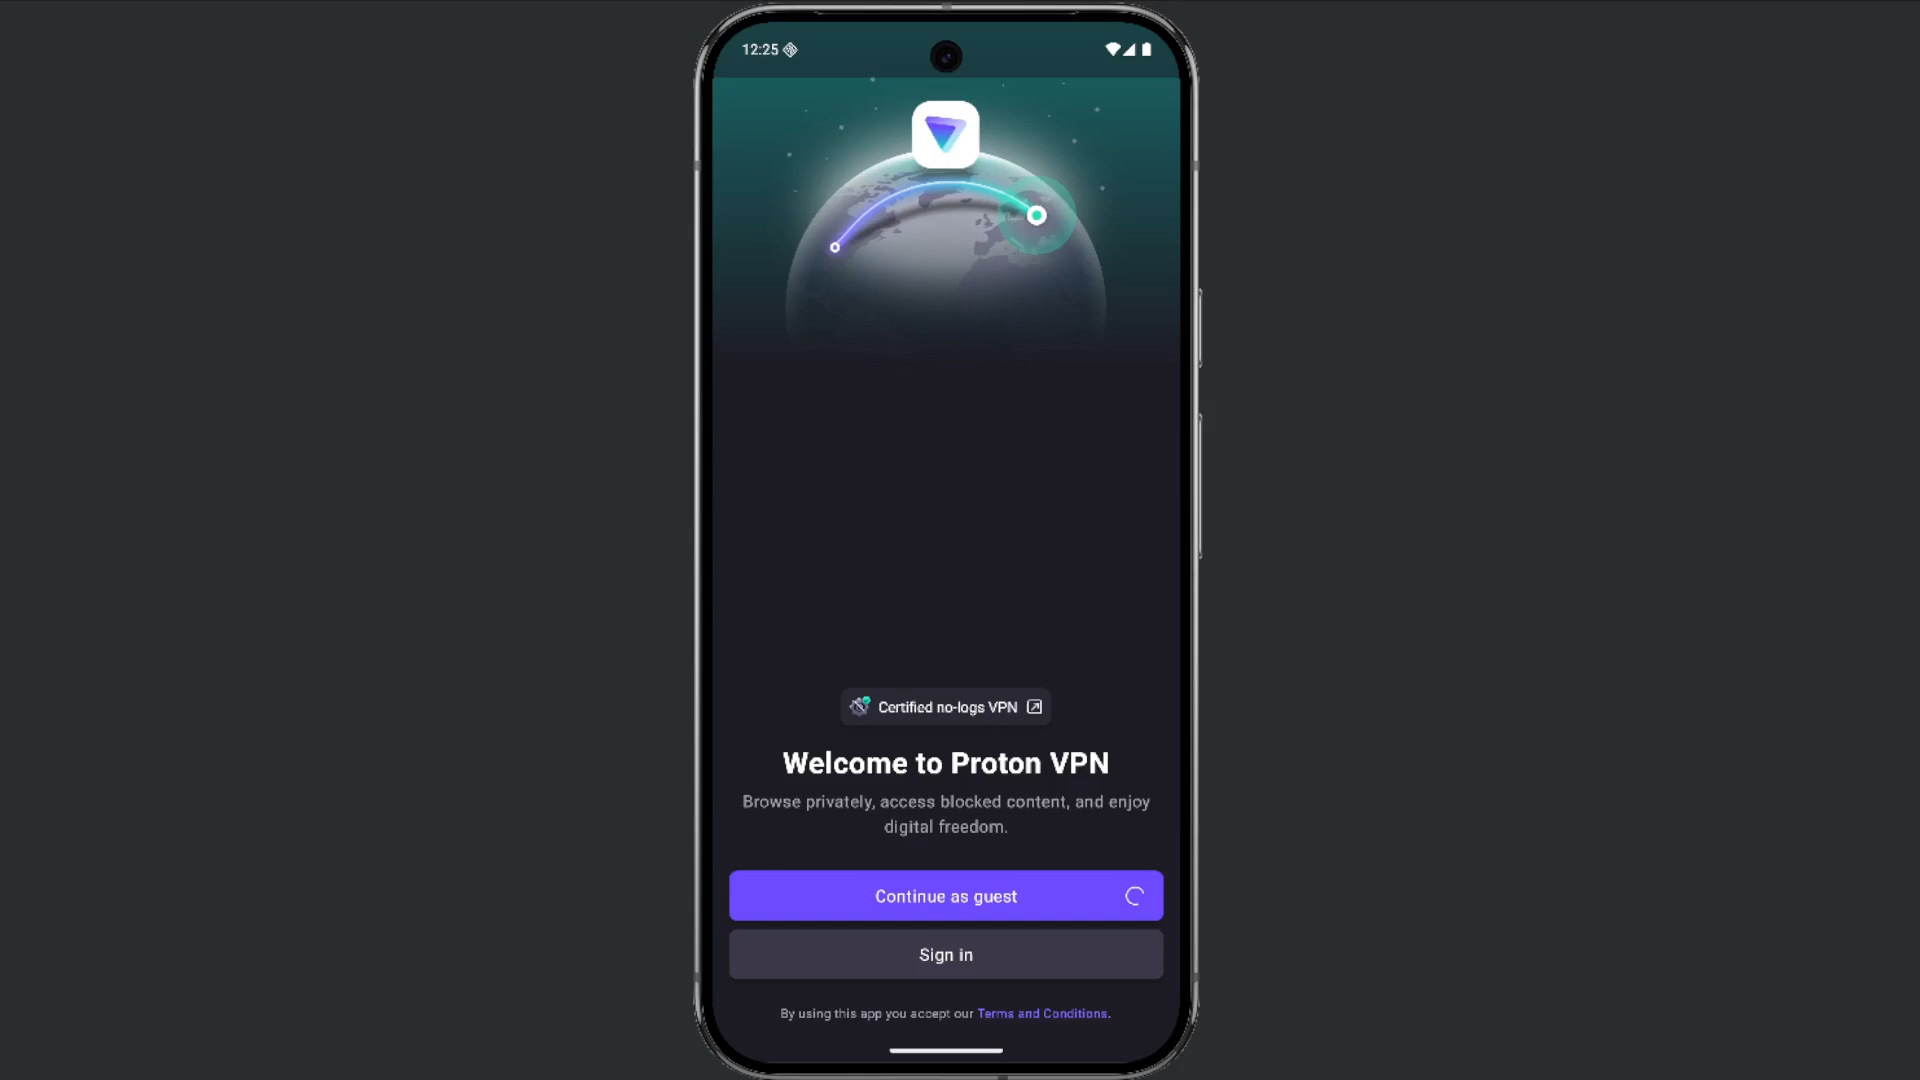 12:25
Certified no-logs VPN
Welcome to Proton VPN
Browse privately, access blocked content, and enjoy
digital freedom.
Continue as guest
Sign in
By using this app you accept our Terms and Conditions.